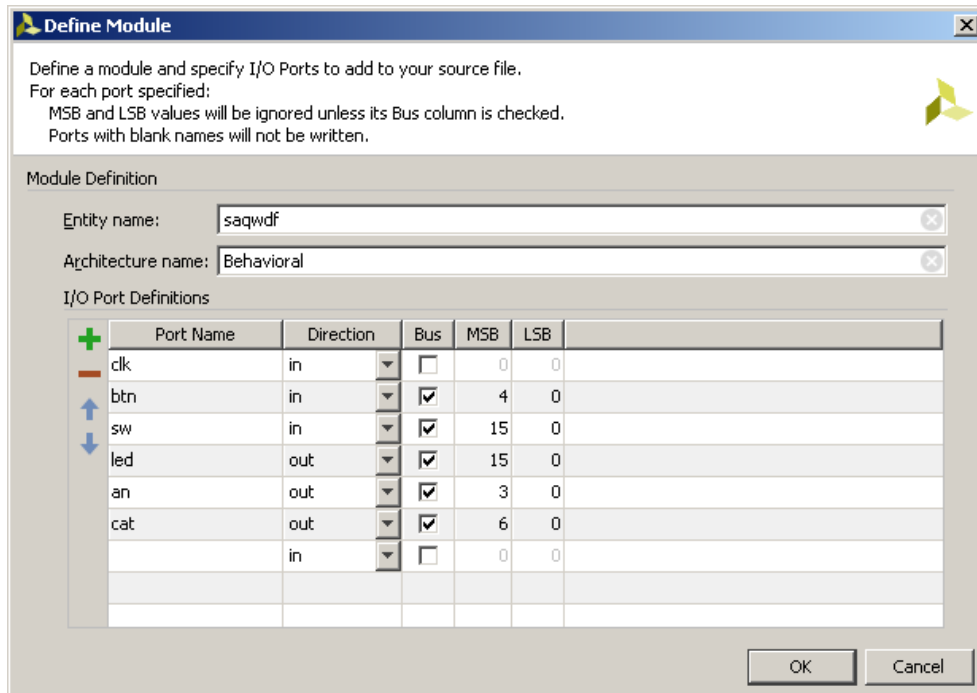 Define Module
Define a module and specify I/O Ports to add to your source file.
For each port specified:
MSB and LSB values will be ignored unless its Bus column is checked.
Ports with blank names will not be written.
Module Definition
Entity name: saqwdf
Architecture name: Behavioral
I/O Port Definitions
Port Name Direction Bus MSB LSB
clk in 0 0
btn in 4 0
sw in 15 0
led out 15 0
an out 3 0
cat out 6 0
in 0 0
OK Cancel